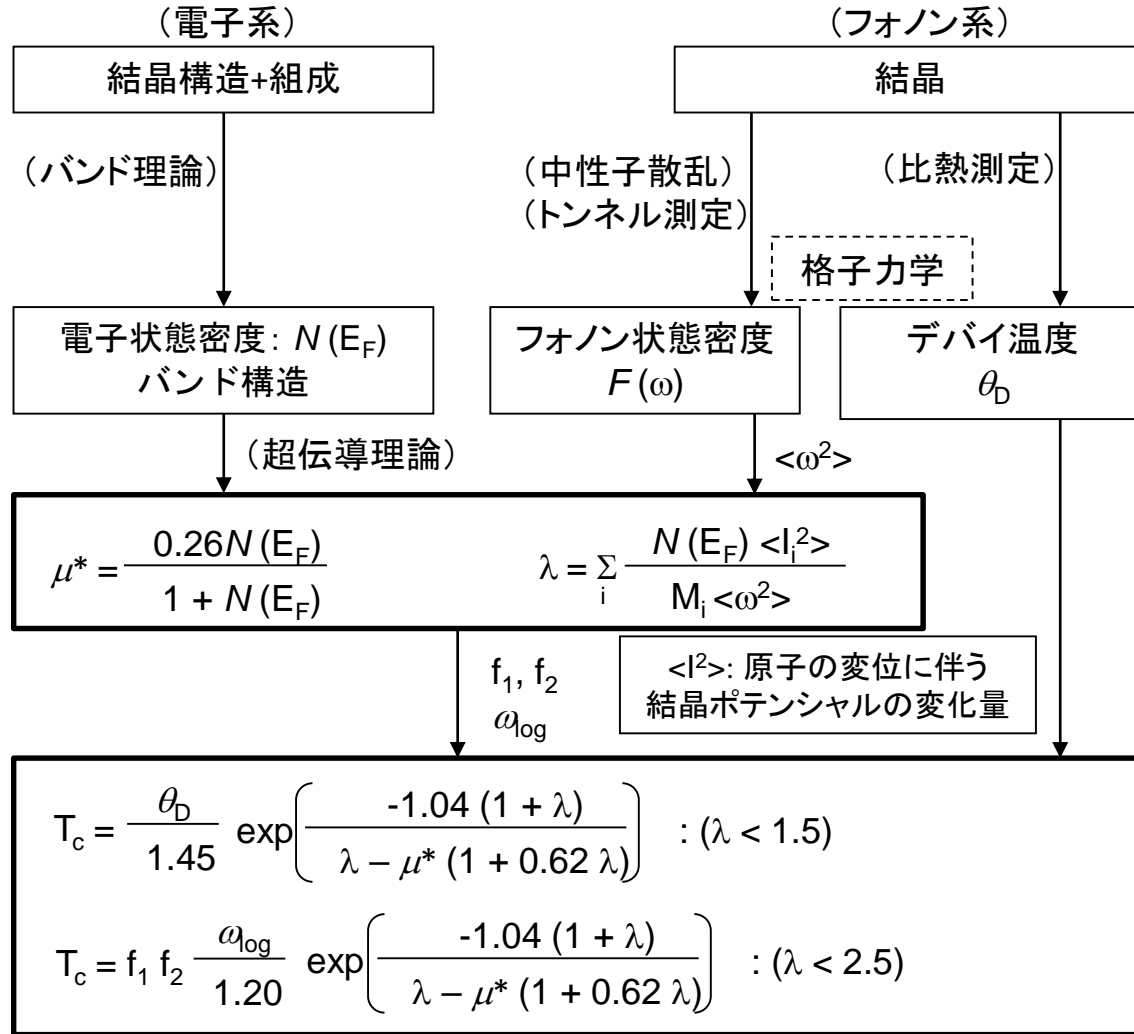 （電子系）
結晶構造+組成
（バンド理論）
電子状態密度: N(E_F)
バンド構造
（超伝導理論）
（フォノン系）
結晶
（中性子散乱）
（トンネル測定）
（比熱測定）
格子力学
フォノン状態密度
F(ω)
デバイ温度
θ_D
<ω²>
μ* = 0.26N(E_F) / 1 + N(E_F)
λ = Σ_i N(E_F) <I_i²> / M_i <ω²>
f₁, f₂
ω_log
<I²>: 原子の変位に伴う
結晶ポテンシャルの変化量
T_c = θ_D / 1.45 exp( -1.04 (1 + λ) / λ – μ* (1 + 0.62 λ) ) : (λ < 1.5)
T_c = f₁ f₂ ω_log / 1.20 exp( -1.04 (1 + λ) / λ – μ* (1 + 0.62 λ) ) : (λ < 2.5)